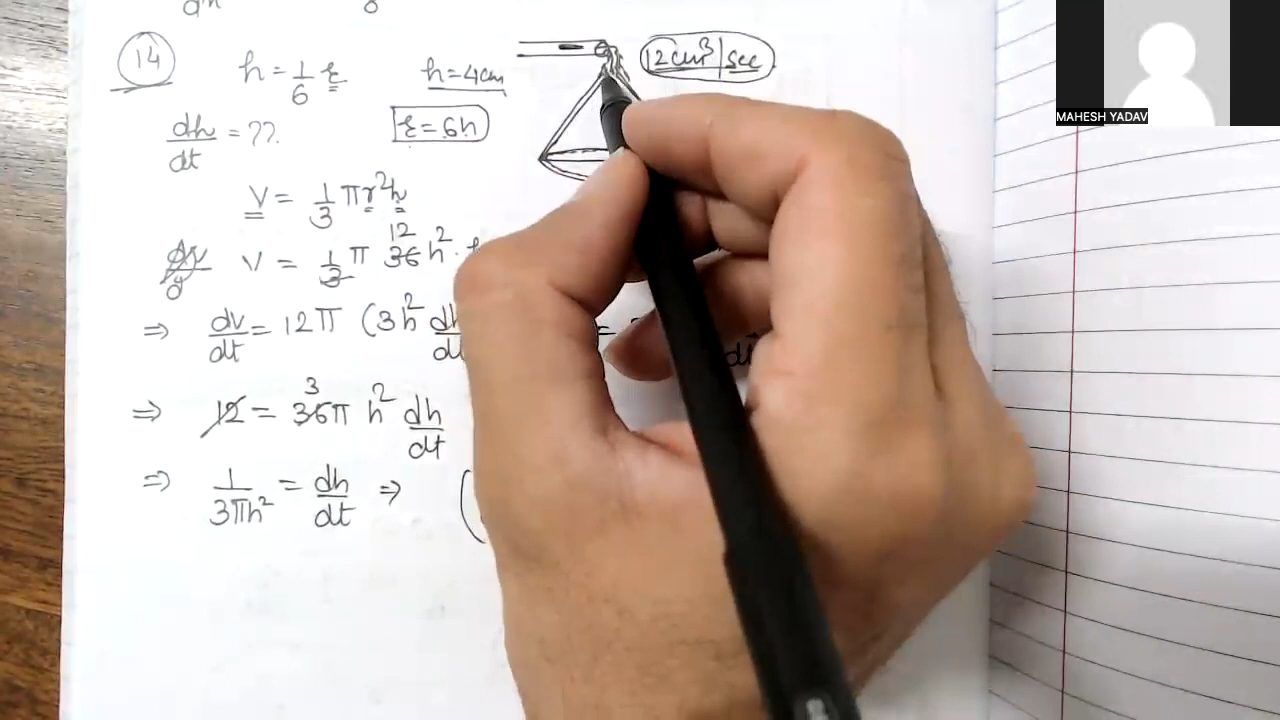 14
h = 1/6 r
h = 4cm
12cm³/sec
dh/dt = ??
r = 6h
V = 1/3 πr²h
V = 1/3 π 36 h² ·
12
⇒ dv/dt = 12π (3h² dh
⇒ 12 = 36π h² dh/dt
3
⇒ 1/3πh² = dh/dt ⇒ (
MAHESH YADAV